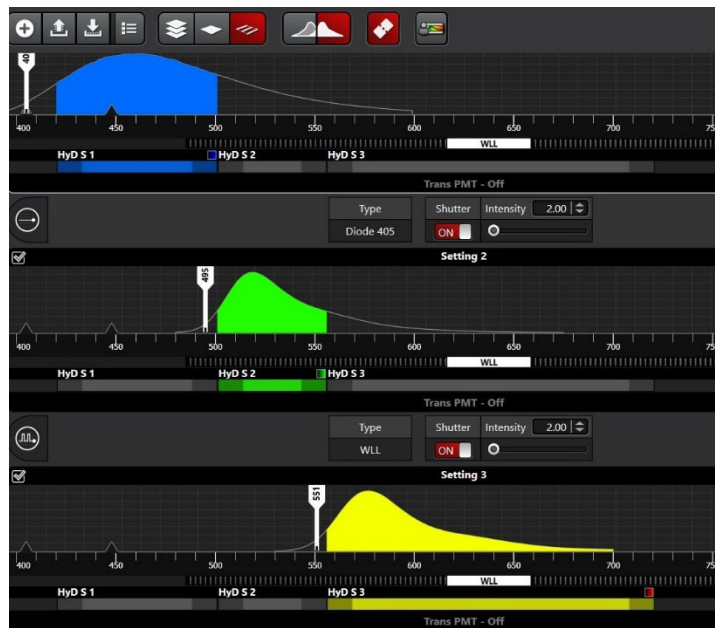 40
400 450 500 550 600 650 700 75
WLL
HyD S 1 HyD S 2 HyD S 3
Trans PMT - Off
Type Shutter Intensity 2.00
Diode 405 ON
Setting 2
495
400 450 500 550 600 650 700 75
WLL
HyD S 1 HyD S 2 HyD S 3
Trans PMT - Off
Type Shutter Intensity 2.00
WLL ON
Setting 3
551
400 450 500 550 600 650 700 75
WLL
HyD S 1 HyD S 2 HyD S 3
Trans PMT - Off